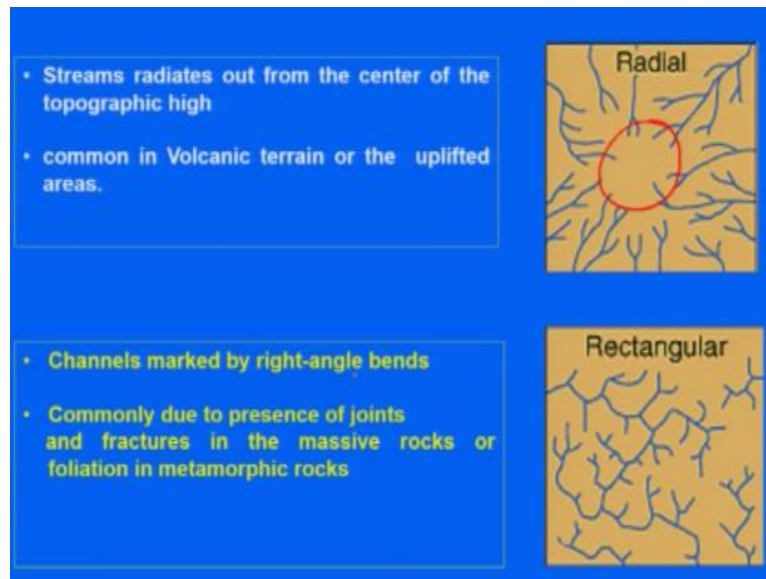 • Streams radiates out from the center of the
topographic high
• common in Volcanic terrain or the uplifted
areas.
Radial
• Channels marked by right-angle bends
• Commonly due to presence of joints
and fractures in the massive rocks or
foliation in metamorphic rocks
Rectangular